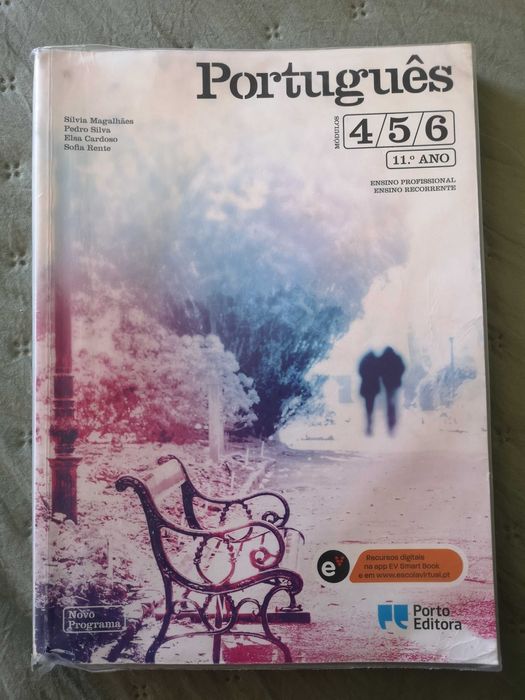 Português
Sílvia Magalhães
Pedro Silva
Elsa Cardoso
Sofia Rente
MÓDULOS
4/5/6
11.º ANO
ENSINO PROFISSIONAL
ENSINO RECORRENTE
e
Recursos digitais
na app EV Smart Book
e em www.escolavirtual.pt
Novo
Programa
Porto
Editora